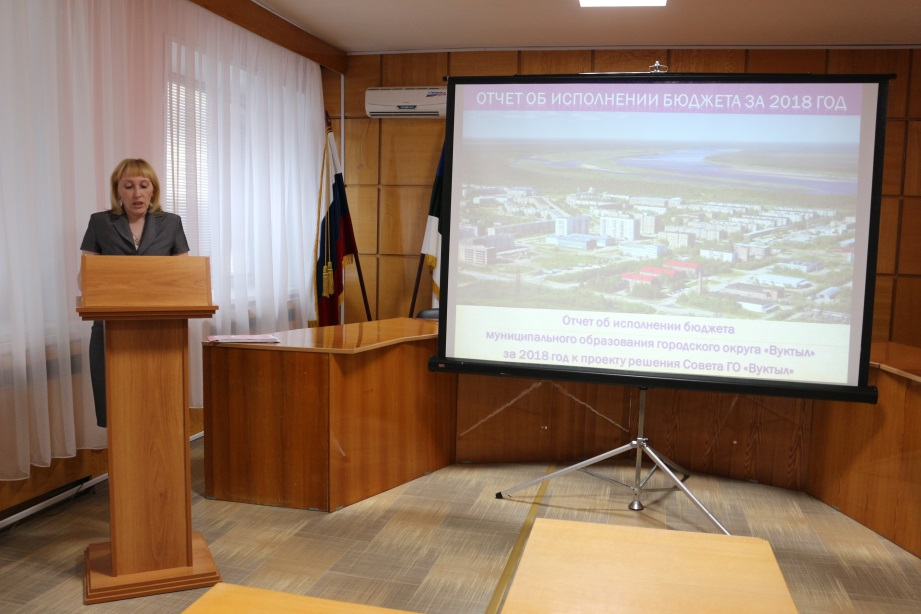 ОТЧЕТ ОБ ИСПОЛНЕНИИ БЮДЖЕТА ЗА 2018 ГОД
Отчет об исполнении бюджета
муниципального образования городского округа «Вуктыл»
за 2018 год к проекту решения Совета ГО «Вуктыл»